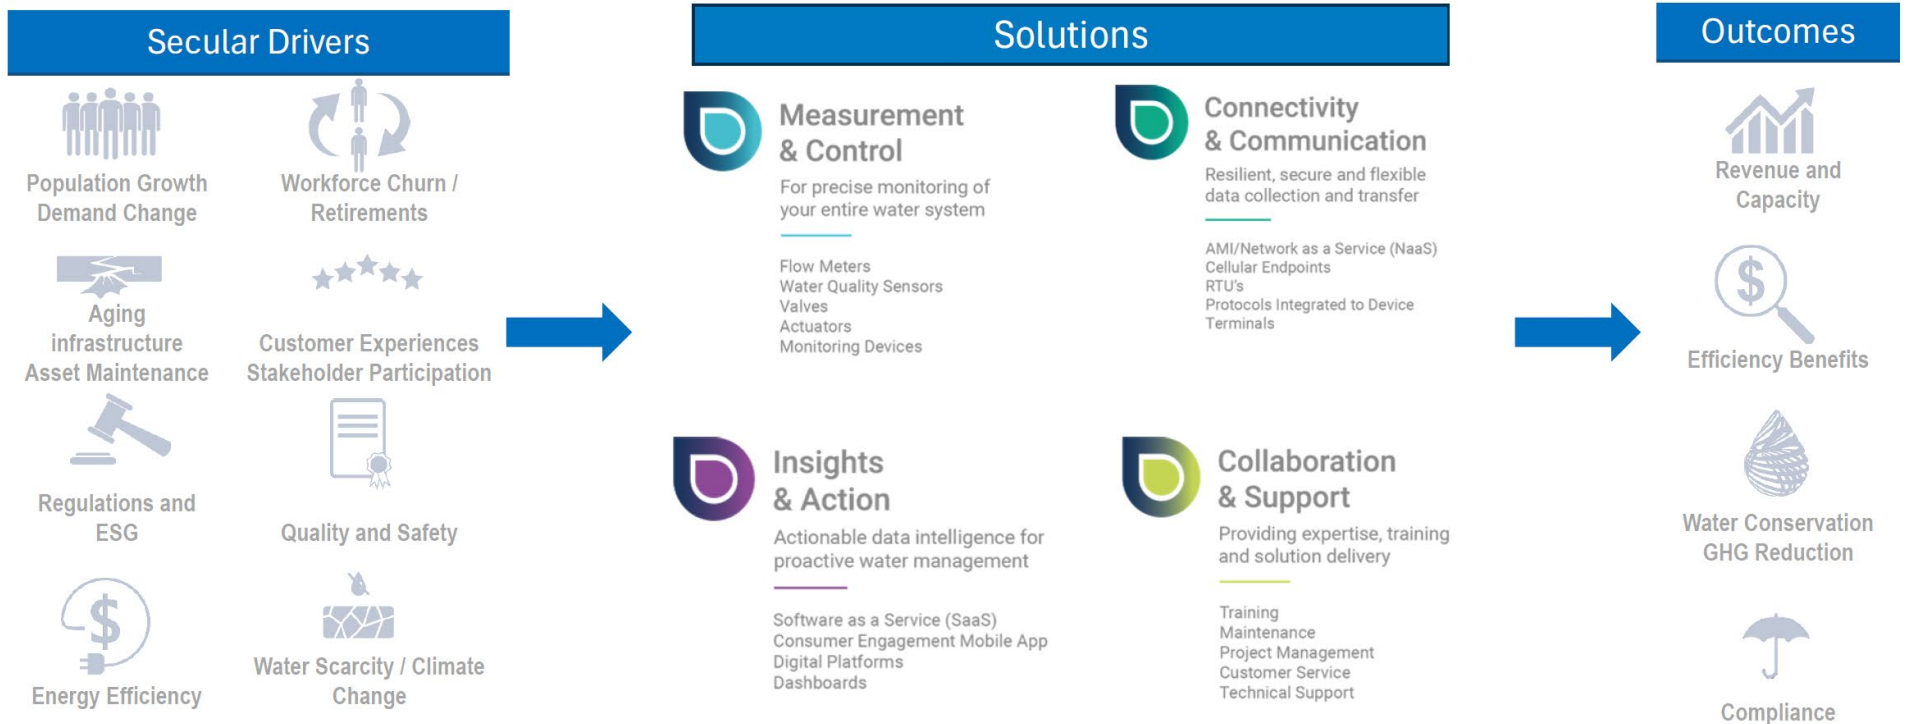 Secular Drivers
Population Growth
Demand Change
Workforce Churn /
Retirements
Aging
infrastructure
Asset Maintenance
Customer Experiences
Stakeholder Participation
Regulations and
ESG
Quality and Safety
$
Energy Efficiency
Water Scarcity / Climate
Change
Solutions
Measurement
& Control
For precise monitoring of
your entire water system
Flow Meters
Water Quality Sensors
Valves
Actuators
Monitoring Devices
Connectivity
& Communication
Resilient, secure and flexible
data collection and transfer
AMI/Network as a Service (NaaS)
Cellular Endpoints
RTU's
Protocols Integrated to Device
Terminals
Insights
& Action
Actionable data intelligence for
proactive water management
Software as a Service (SaaS)
Consumer Engagement Mobile App
Digital Platforms
Dashboards
Collaboration
& Support
Providing expertise, training
and solution delivery
Training
Maintenance
Project Management
Customer Service
Technical Support
Outcomes
Revenue and
Capacity
$
Efficiency Benefits
Water Conservation
GHG Reduction
Compliance